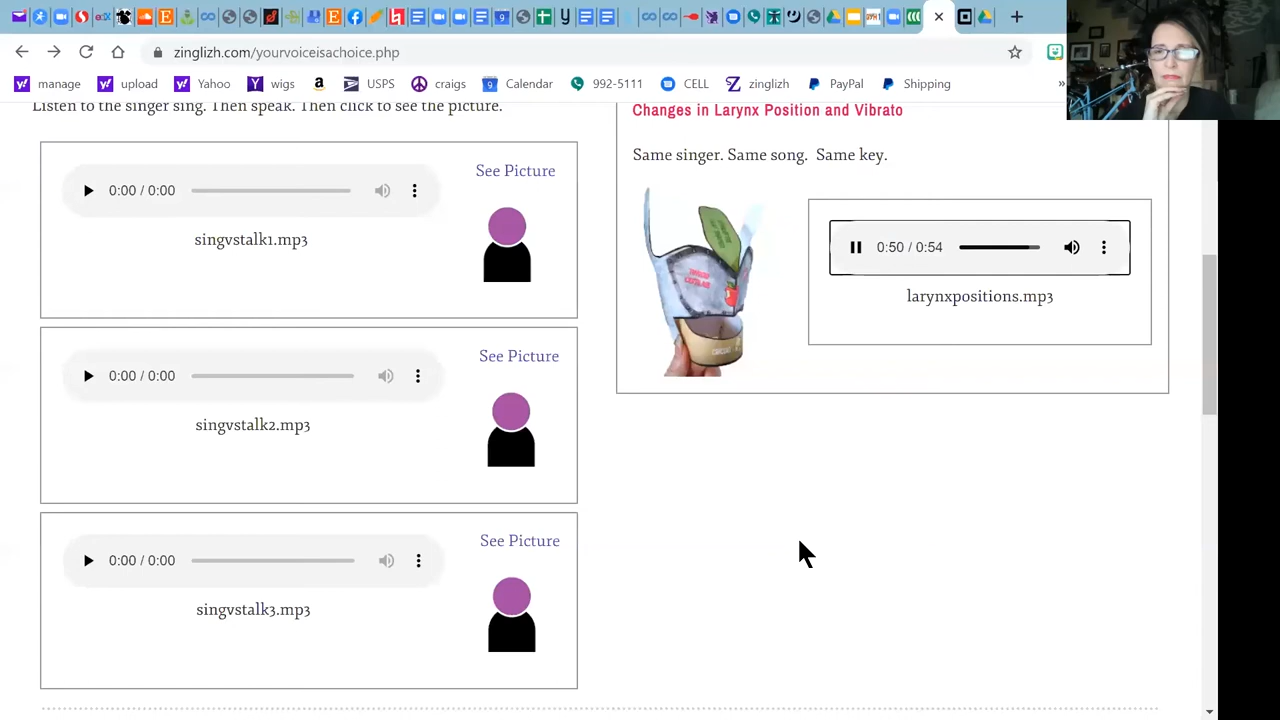 zinglizh.com/yourvoiceisachoice.php
manage upload Yahoo wigs USPS craigs Calendar 992-5111 CELL zinglizh PayPal Shipping »
Listen to the singer sing. Then speak. Then click to see the picture.
0:00 / 0:00
See Picture
singvstalk1.mp3
0:00 / 0:00
See Picture
singvstalk2.mp3
0:00 / 0:00
See Picture
singvstalk3.mp3
Changes in Larynx Position and Vibrato
Same singer. Same song. Same key.
0:50 / 0:54
larynxpositions.mp3